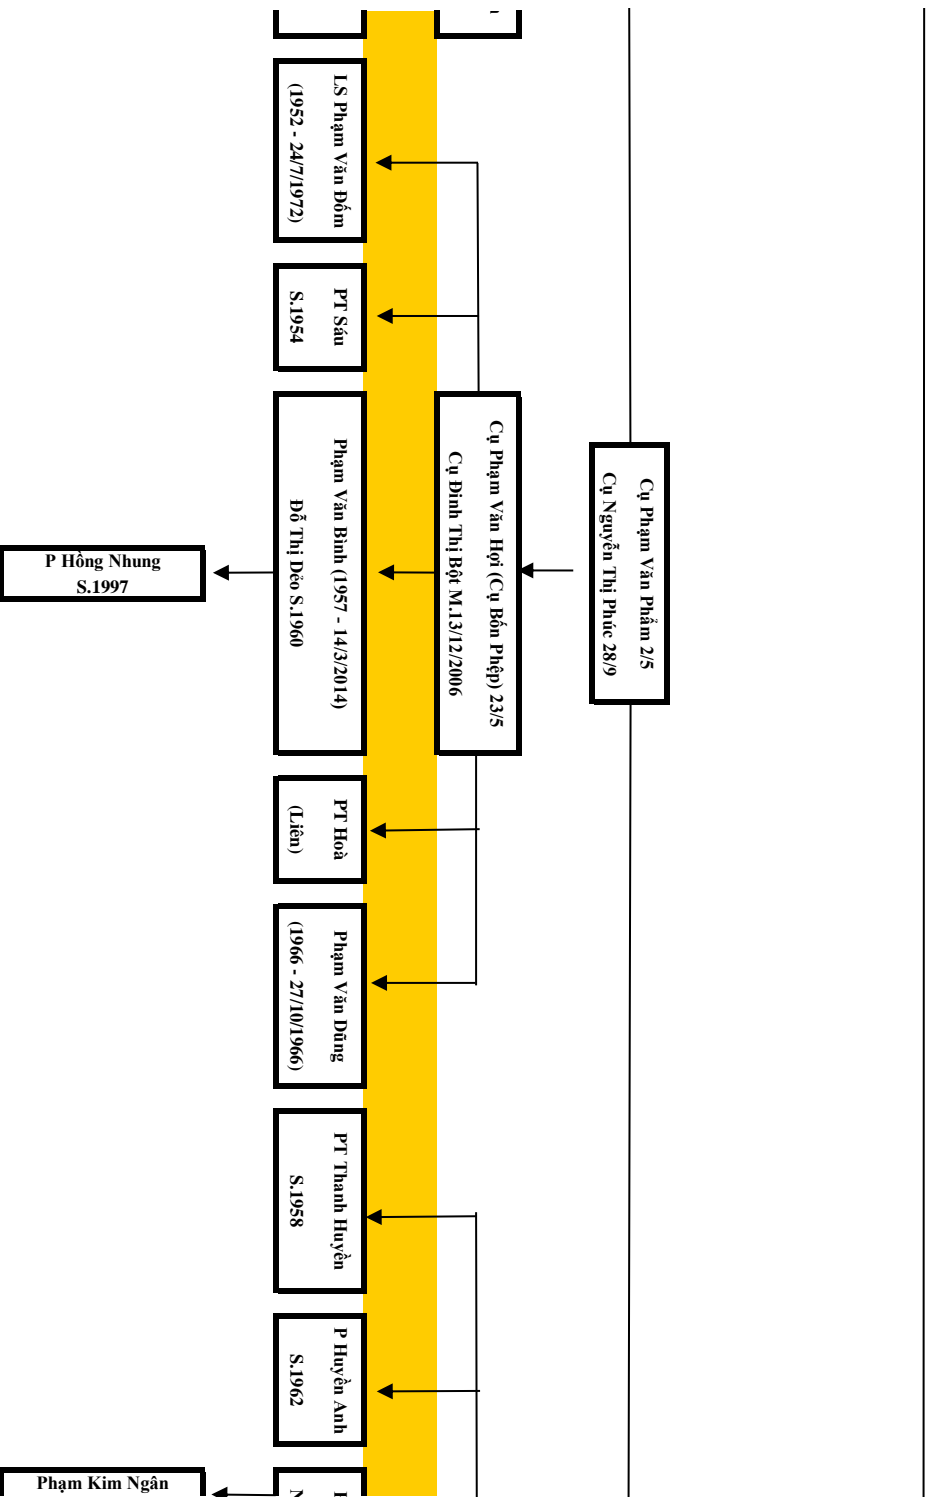 LS Phạm Văn Đốm
(1952 - 24/7/1972)
PT Sáu
S.1954
Cụ Phạm Văn Phẩm 2/5
Cụ Nguyễn Thị Phúc 28/9
Cụ Phạm Văn Hợi (Cụ Bốn Phệp) 23/5
Cụ Đinh Thị Bột M.13/12/2006
Phạm Văn Bình (1957 - 14/3/2014)
Đỗ Thị Dẻo S.1960
P Hồng Nhung
S.1997
PT Hoà
(Liên)
Phạm Văn Dũng
(1966 - 27/10/1966)
PT Thanh Huyền
S.1958
P Huyền Anh
S.1962
Phạm Kim Ngân